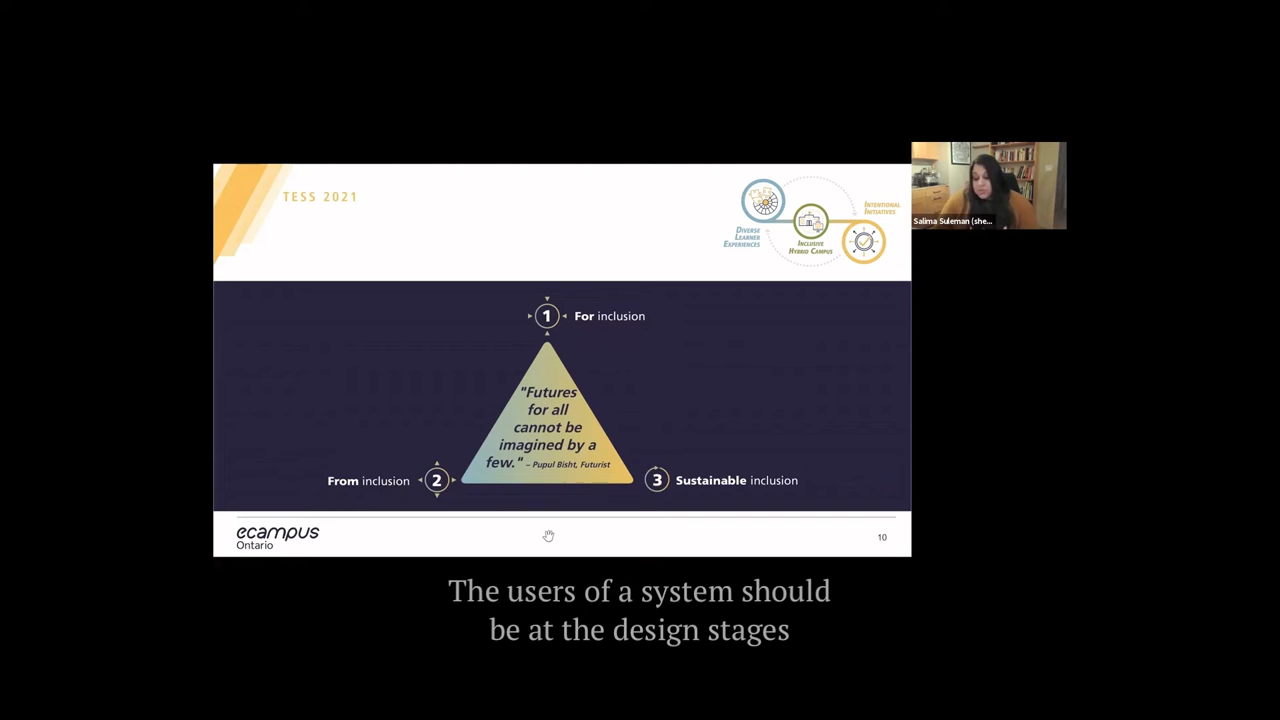 TESS 2021
DIVERSE
LEARNER
EXPERIENCES
INCLUSIVE
HYBRID CAMPUS
INTENTIONAL
INITIATIVES
Salima Suleman (she...
1
For inclusion
"Futures
for all
cannot be
imagined by a
few." – Pupul Bisht, Futurist
From inclusion
2
3
Sustainable inclusion
ecampus
Ontario
10
The users of a system should
be at the design stages